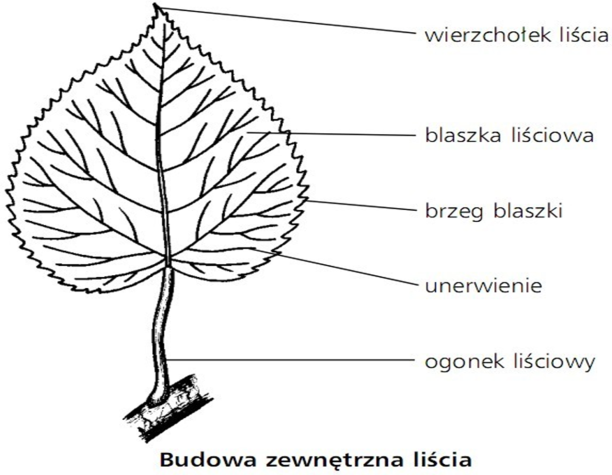 wierzchołek liścia
blaszka liściowa
brzeg blaszki
unerwienie
ogonek liściowy
Budowa zewnętrzna liścia